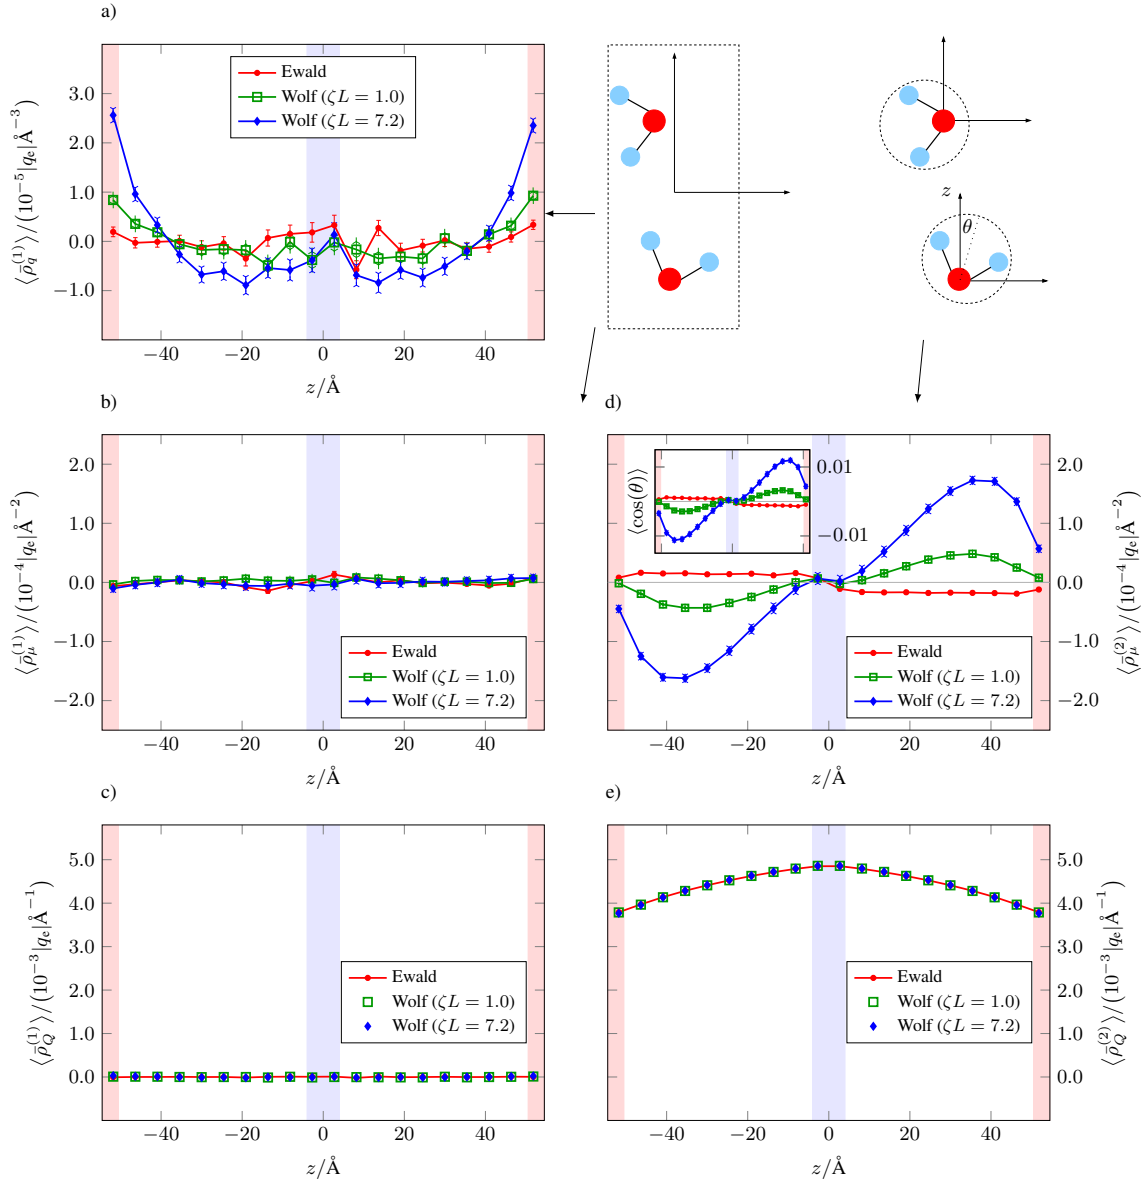 a)
⟨ρ̄q(1)⟩/(10−5|qe|Å−3)
3.0
2.0
1.0
0.0
−1.0
Ewald
Wolf (ζL = 1.0)
Wolf (ζL = 7.2)
−40 −20 0 20 40
z/Å
z
θ
b)
⟨ρ̄μ(1)⟩/(10−4|qe|Å−2)
2.0
1.0
0.0
−1.0
−2.0
Ewald
Wolf (ζL = 1.0)
Wolf (ζL = 7.2)
−40 −20 0 20 40
z/Å
d)
⟨cos(θ)⟩
0.01
−0.01
2.0
1.0
0.0
−1.0
−2.0
⟨ρ̄μ(2)⟩/(10−4|qe|Å−2)
Ewald
Wolf (ζL = 1.0)
Wolf (ζL = 7.2)
−40 −20 0 20 40
z/Å
c)
⟨ρ̄Q(1)⟩/(10−3|qe|Å−1)
5.0
4.0
3.0
2.0
1.0
0.0
Ewald
Wolf (ζL = 1.0)
Wolf (ζL = 7.2)
−40 −20 0 20 40
z/Å
e)
5.0
4.0
3.0
2.0
1.0
0.0
⟨ρ̄Q(2)⟩/(10−3|qe|Å−1)
Ewald
Wolf (ζL = 1.0)
Wolf (ζL = 7.2)
−40 −20 0 20 40
z/Å